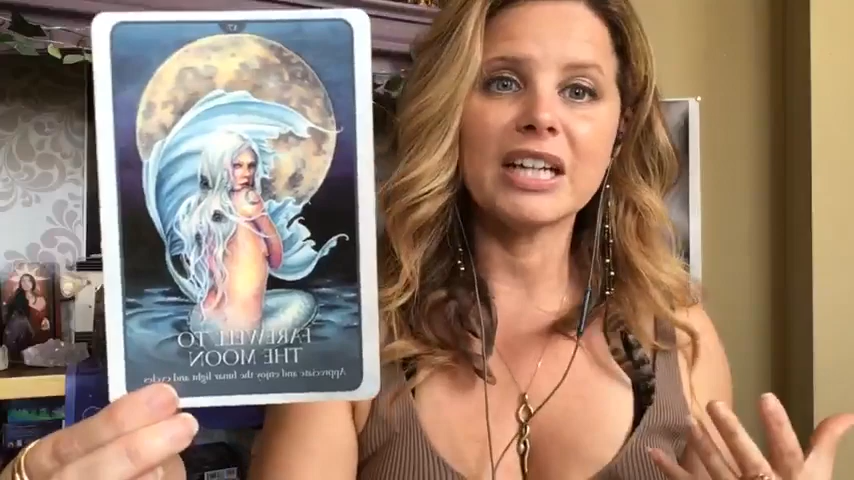 FAREWELL TO
THE MOON
Appreciate and enjoy the lunar light and cycles